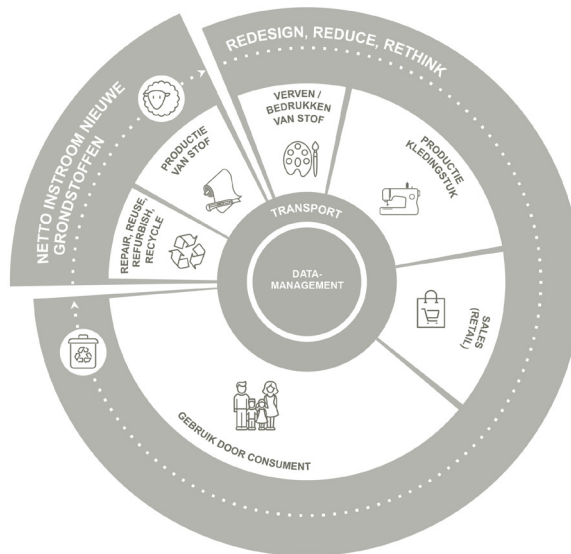 REDESIGN, REDUCE, RETHINK
NETTO INSTROOM NIEUWE
GRONDSTOFFEN
VERVEN /
BEDRUKKEN
VAN STOF
PRODUCTIE
KLEDINGSTUK
PRODUCTIE
VAN STOF
REPAIR, REUSE,
REFURBISH,
RECYCLE
TRANSPORT
DATA-
MANAGEMENT
SALES
(RETAIL)
GEBRUIK DOOR CONSUMENT